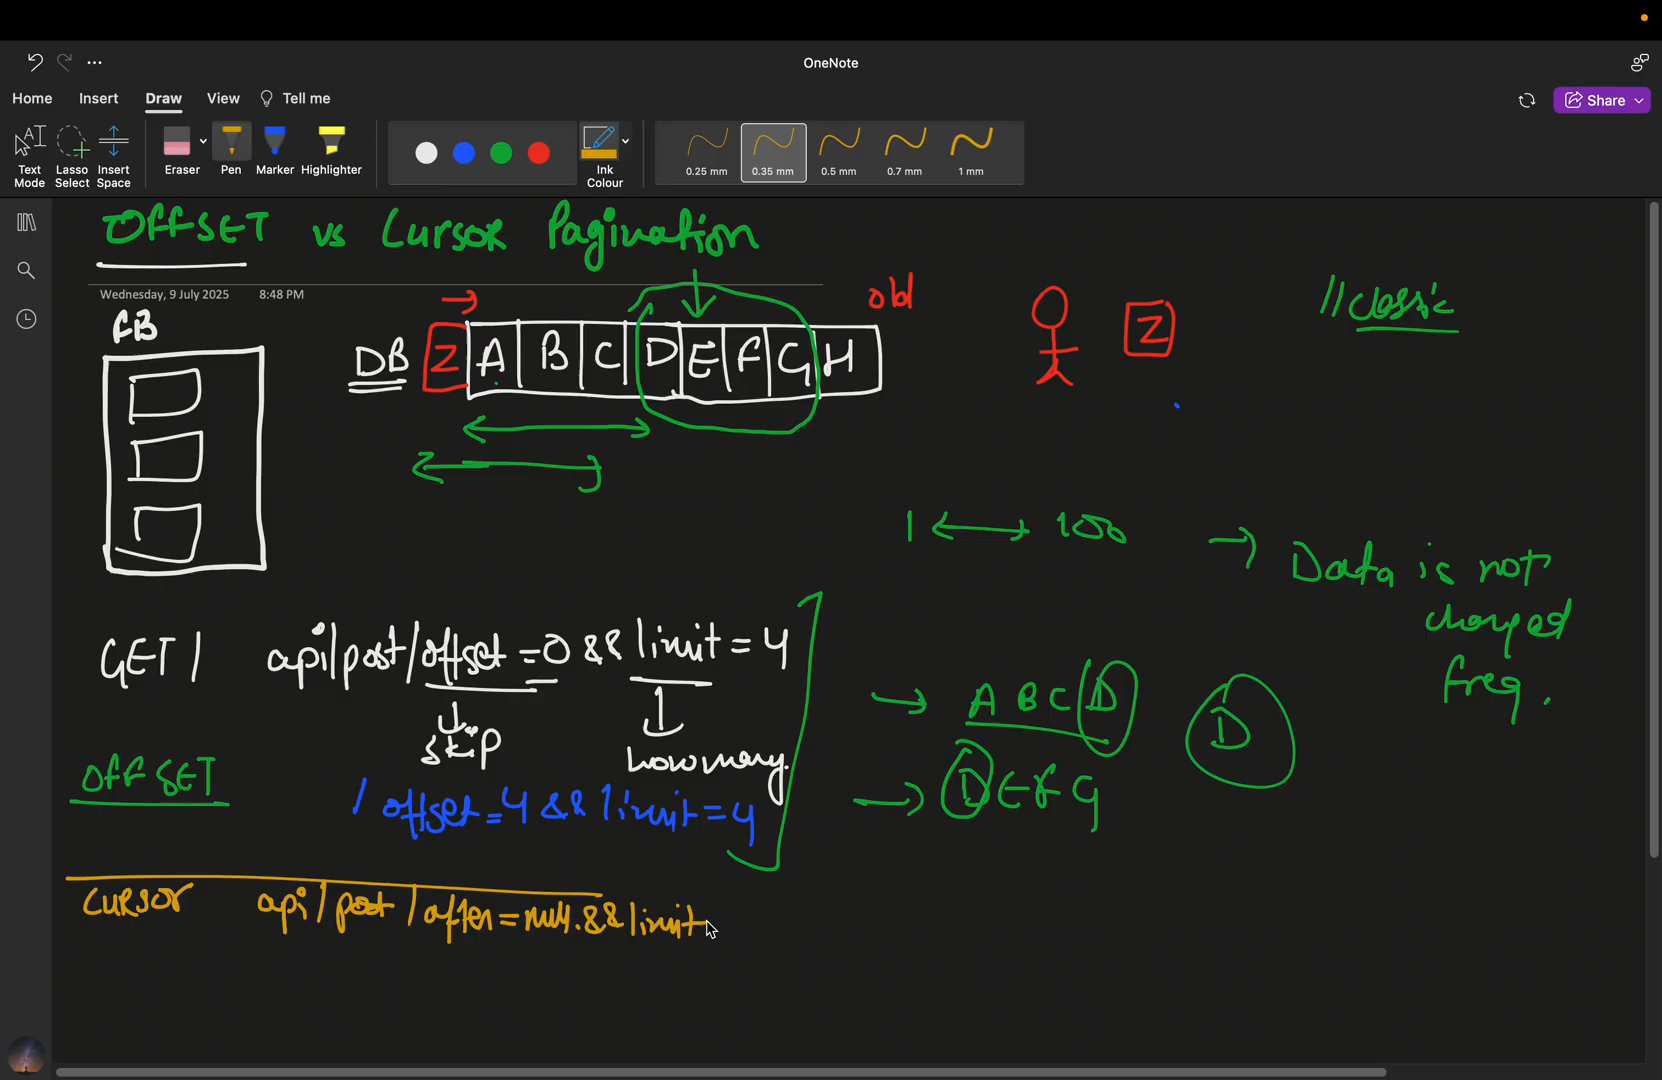 OneNote
Home Insert Draw View Tell me
Share
Text Mode
Lasso Select
Insert Space
Eraser
Pen
Marker
Highlighter
Ink Colour
0.25 mm
0.35 mm
0.5 mm
0.7 mm
1 mm
OFFSET vs Cursor Pagination
Wednesday, 9 July 2025 8:48 PM
FB
DB Z A B C D E F G H
old
Z
//classic
1 ↔ 100
→ Data is not
changed
freq.
GET / api/post/offset=0 && limit=4
↓
skip
↓
how many.
→ A B C D
D
OFFSET
/ offset=4 && limit=4
→ D E F G
CURSOR api/post/after=null.&&limit